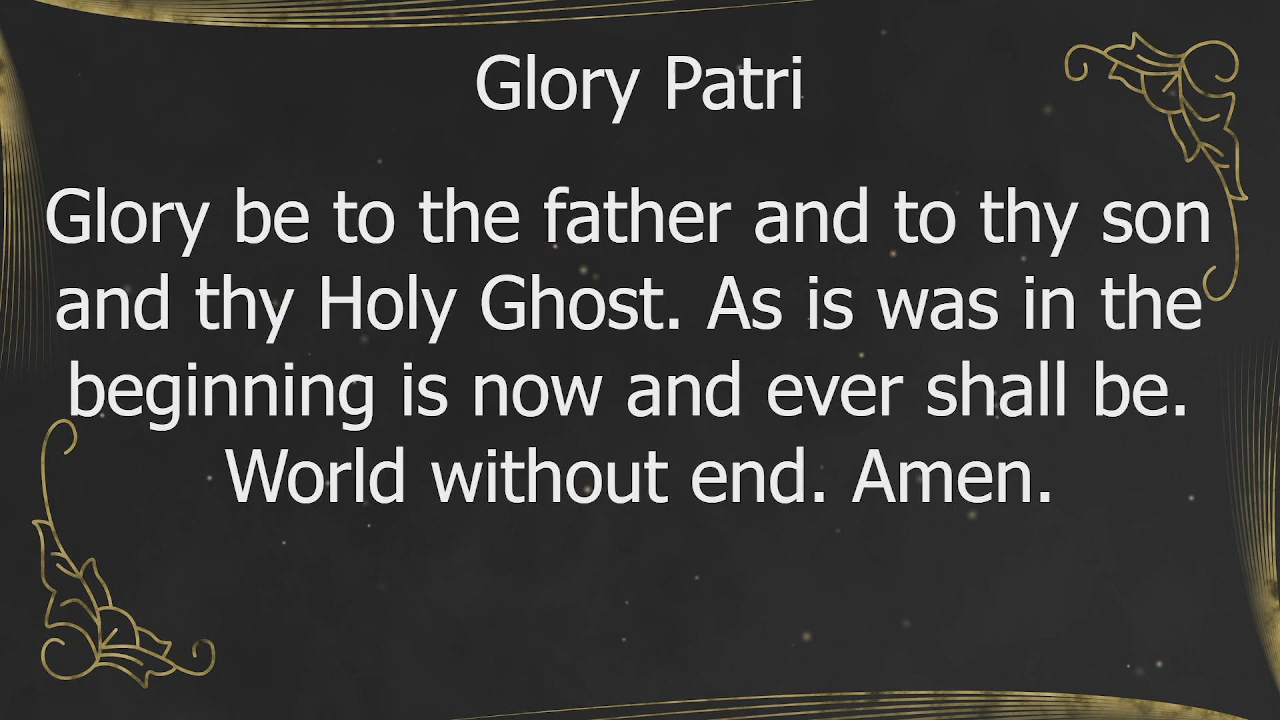 Glory Patri
Glory be to the father and to thy son
and thy Holy Ghost. As is was in the
beginning is now and ever shall be.
World without end. Amen.